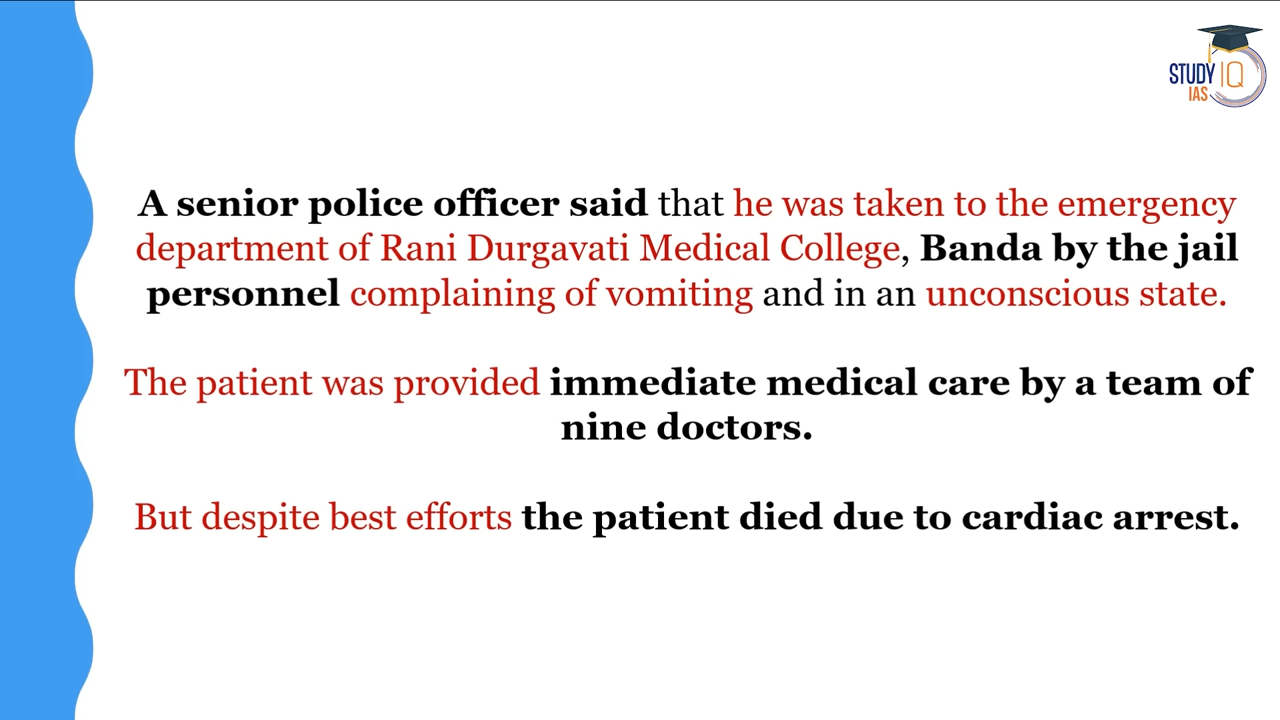 STUDY IQ
IAS
A senior police officer said that he was taken to the emergency
department of Rani Durgavati Medical College, Banda by the jail
personnel complaining of vomiting and in an unconscious state.
The patient was provided immediate medical care by a team of
nine doctors.
But despite best efforts the patient died due to cardiac arrest.